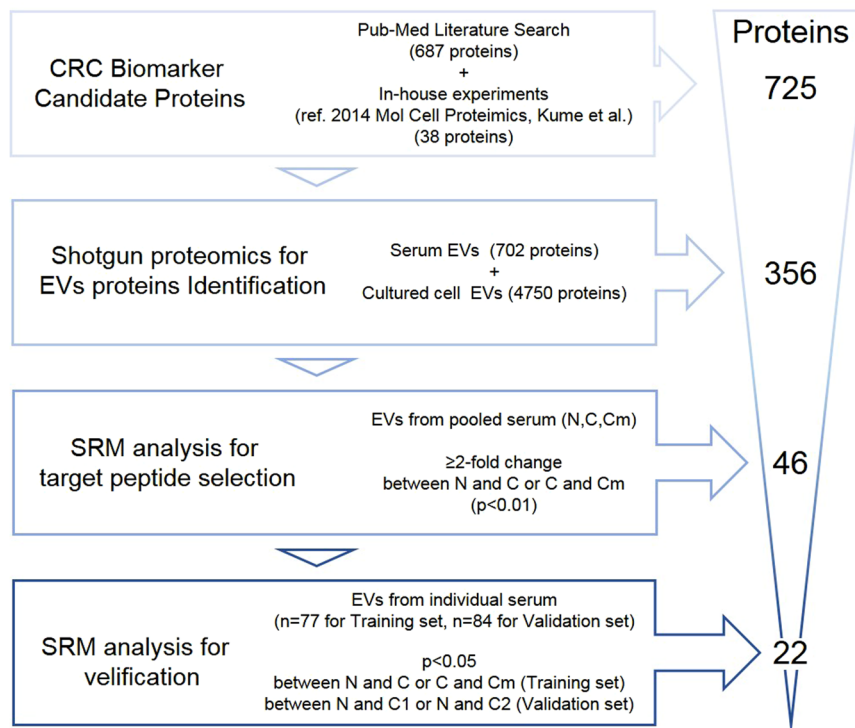 CRC Biomarker
Candidate Proteins
Pub-Med Literature Search
(687 proteins)
+
In-house experiments
(ref. 2014 Mol Cell Proteimics, Kume et al.)
(38 proteins)
Proteins
725
Shotgun proteomics for
EVs proteins Identification
Serum EVs (702 proteins)
+
Cultured cell EVs (4750 proteins)
356
SRM analysis for
target peptide selection
EVs from pooled serum (N,C,Cm)
≥2-fold change
between N and C or C and Cm
(p<0.01)
46
SRM analysis for
velification
EVs from individual serum
(n=77 for Training set, n=84 for Validation set)
p<0.05
between N and C or C and Cm (Training set)
between N and C1 or N and C2 (Validation set)
22